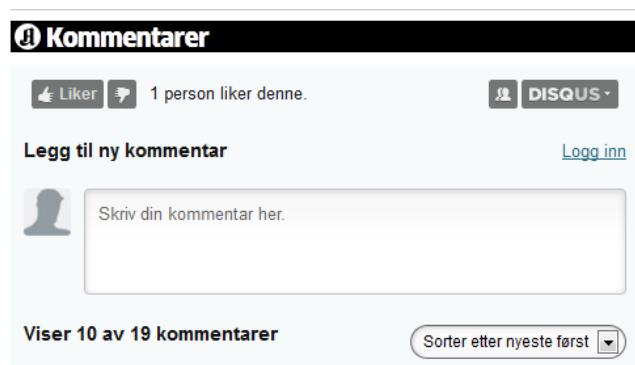 Kommentarer
Liker 1 person liker denne. DISQUS
Legg til ny kommentar Logg inn
Skriv din kommentar her.
Viser 10 av 19 kommentarer Sorter etter nyeste først